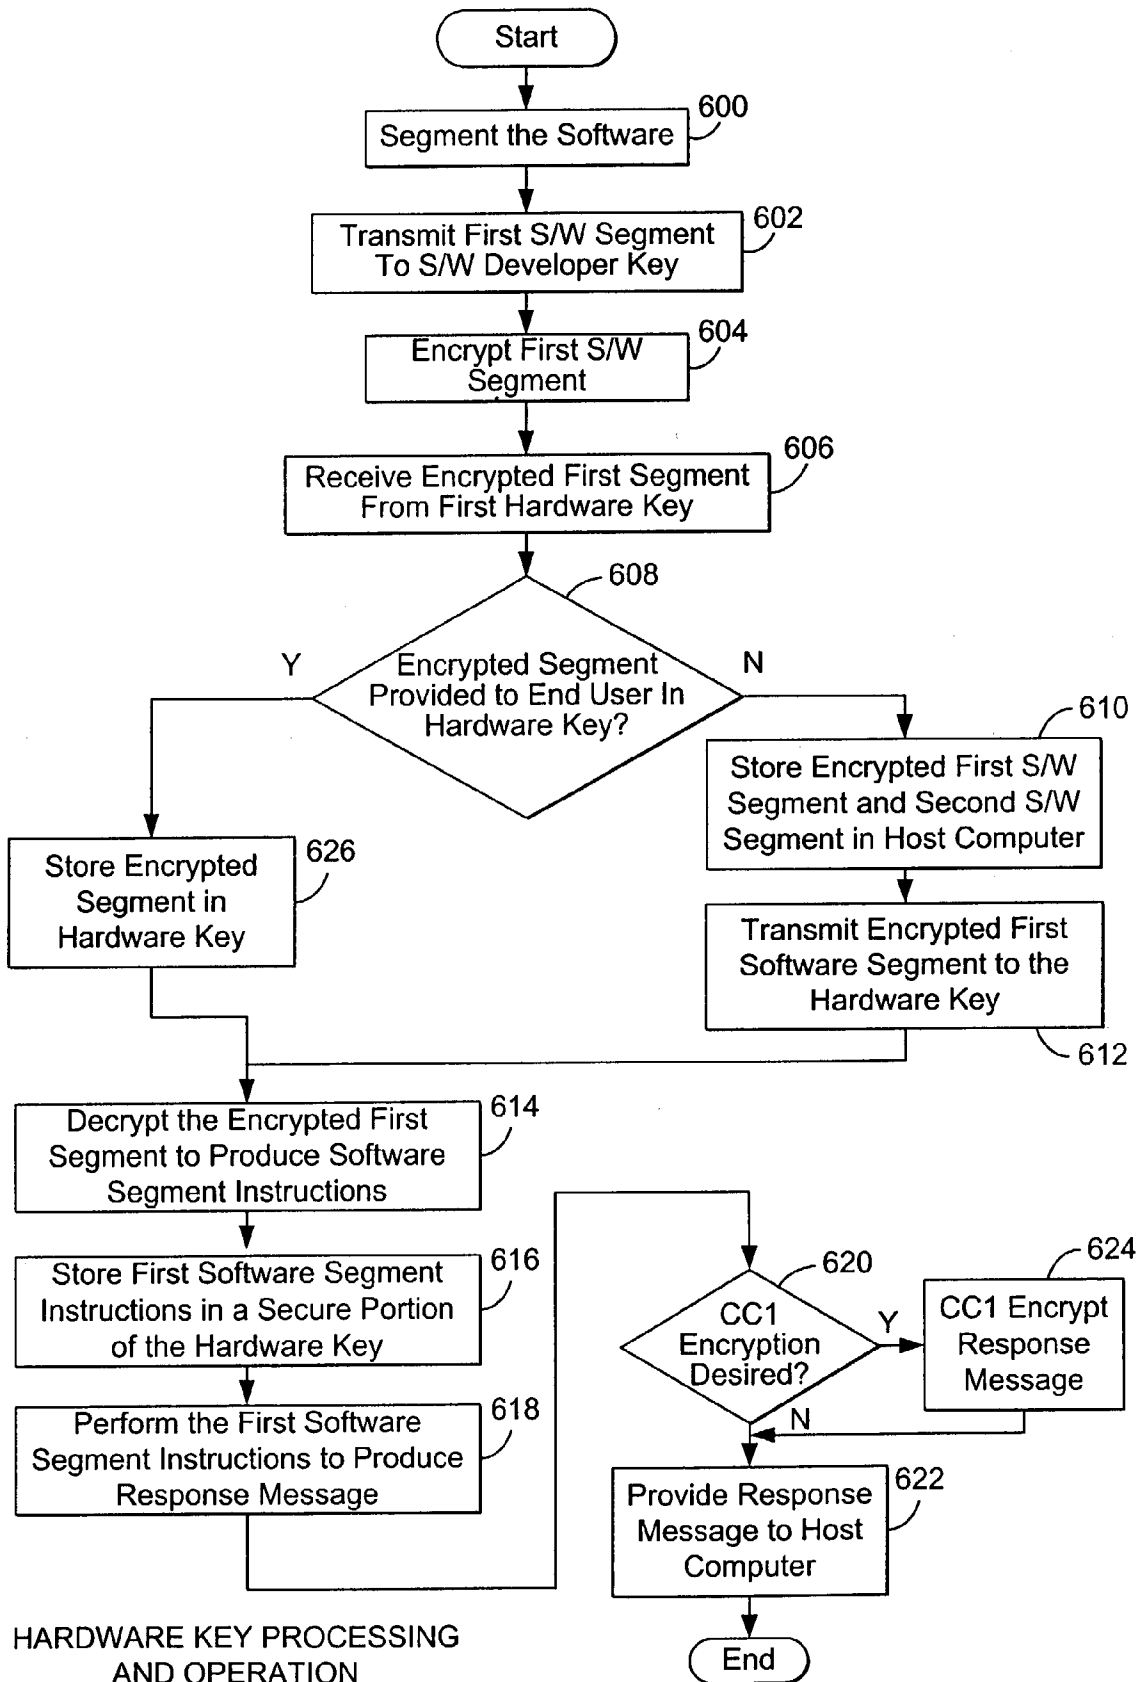 Start
600
Segment the Software
602
Transmit First S/W Segment
To S/W Developer Key
604
Encrypt First S/W
Segment
606
Receive Encrypted First Segment
From First Hardware Key
608
Y
Encrypted Segment
Provided to End User In
Hardware Key?
N
610
Store Encrypted First S/W
Segment and Second S/W
Segment in Host Computer
626
Store Encrypted
Segment in
Hardware Key
Transmit Encrypted First
Software Segment to the
Hardware Key
612
614
Decrypt the Encrypted First
Segment to Produce Software
Segment Instructions
616
Store First Software Segment
Instructions in a Secure Portion
of the Hardware Key
618
Perform the First Software
Segment Instructions to Produce
Response Message
620
CC1
Encryption
Desired?
Y
N
624
CC1 Encrypt
Response
Message
622
Provide Response
Message to Host
Computer
End
HARDWARE KEY PROCESSING
AND OPERATION